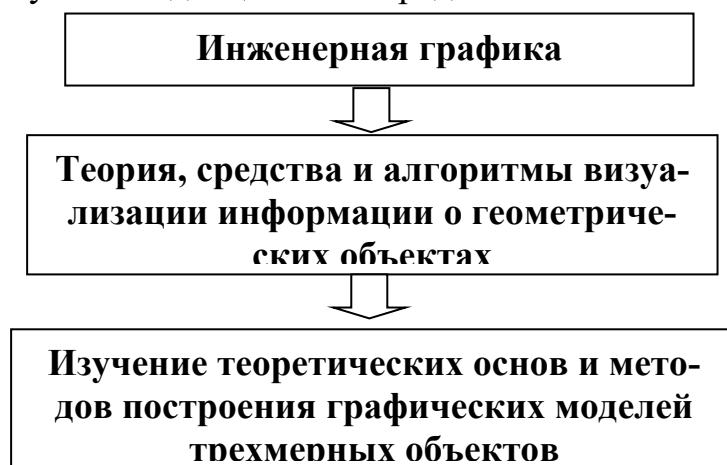 Инженерная графика
Теория, средства и алгоритмы визуа-
лизации информации о геометриче-
ских объектах
Изучение теоретических основ и мето-
дов построения графических моделей
трехмерных объектов